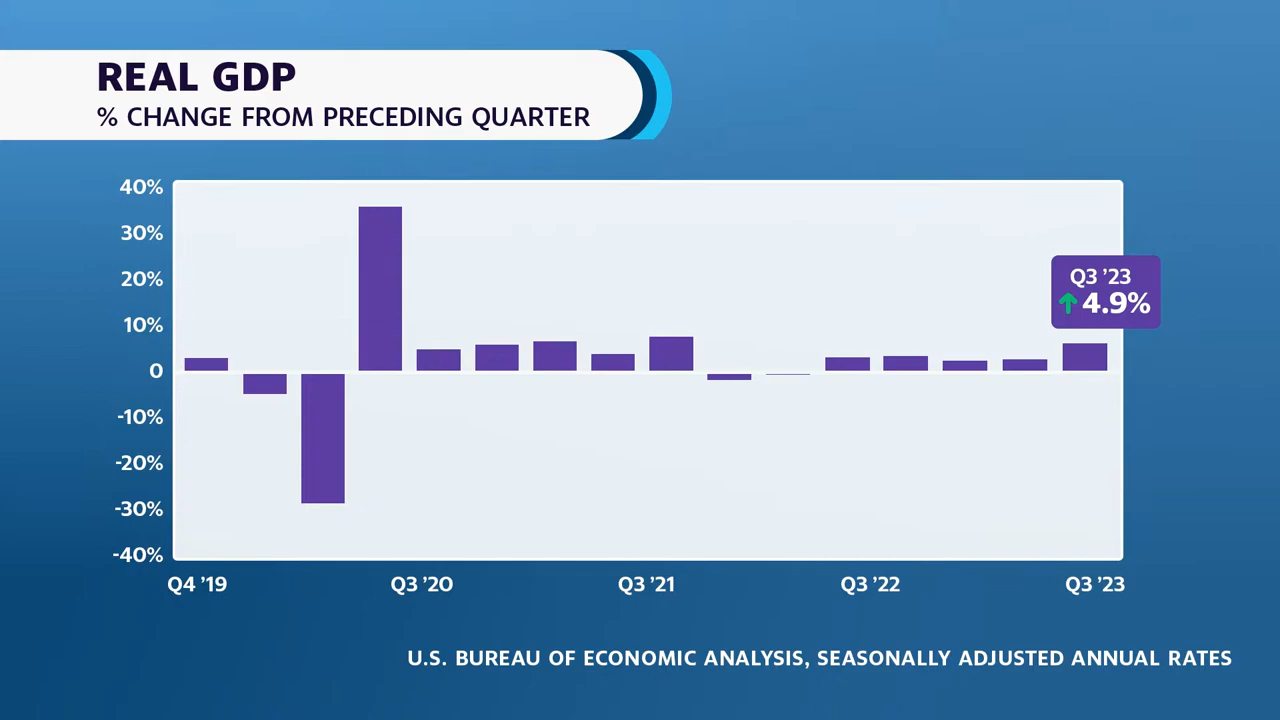 REAL GDP
% CHANGE FROM PRECEDING QUARTER
40%
30%
20%
10%
0
-10%
-20%
-30%
-40%
Q3 ’23
4.9%
Q4 ’19 Q3 ’20 Q3 ’21 Q3 ’22 Q3 ’23
U.S. BUREAU OF ECONOMIC ANALYSIS, SEASONALLY ADJUSTED ANNUAL RATES